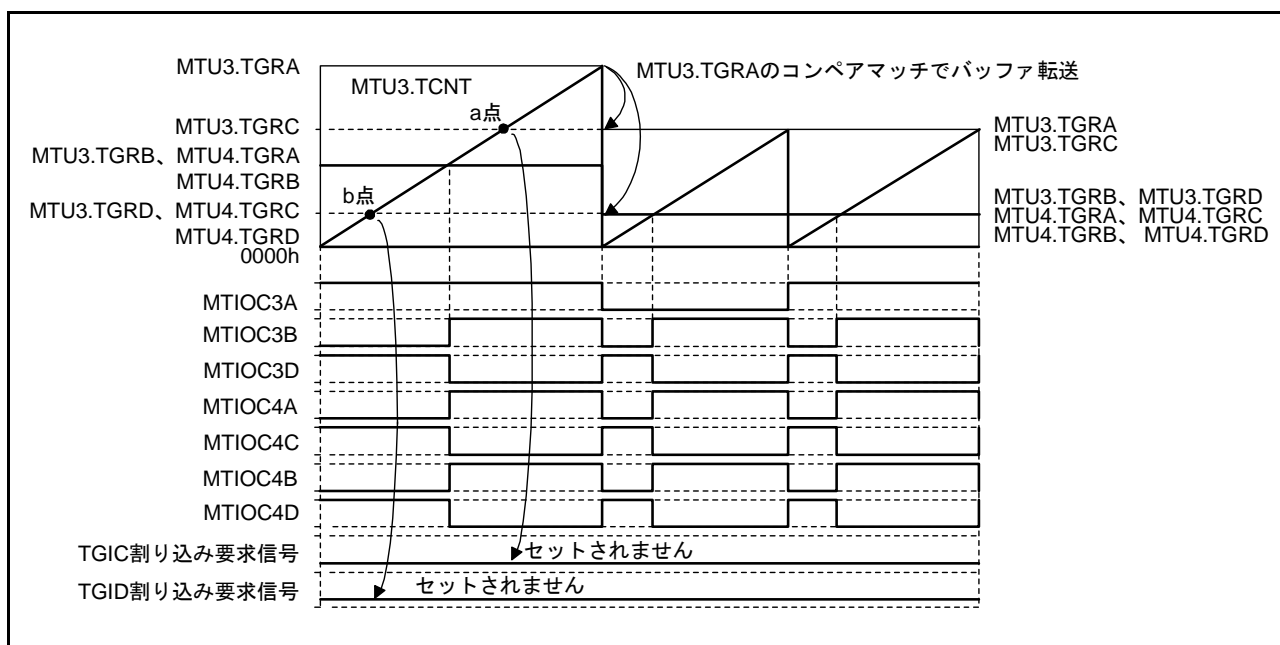 MTU3.TGRA
MTU3.TCNT
MTU3.TGRAのコンペアマッチでバッファ転送
a点
MTU3.TGRC
MTU3.TGRA
MTU3.TGRC
MTU3.TGRB、MTU4.TGRA
MTU4.TGRB
b点
MTU3.TGRD、MTU4.TGRC
MTU4.TGRD
0000h
MTU3.TGRB、MTU3.TGRD
MTU4.TGRA、MTU4.TGRC
MTU4.TGRB、 MTU4.TGRD
MTIOC3A
MTIOC3B
MTIOC3D
MTIOC4A
MTIOC4C
MTIOC4B
MTIOC4D
TGIC割り込み要求信号
セットされません
TGID割り込み要求信号
セットされません